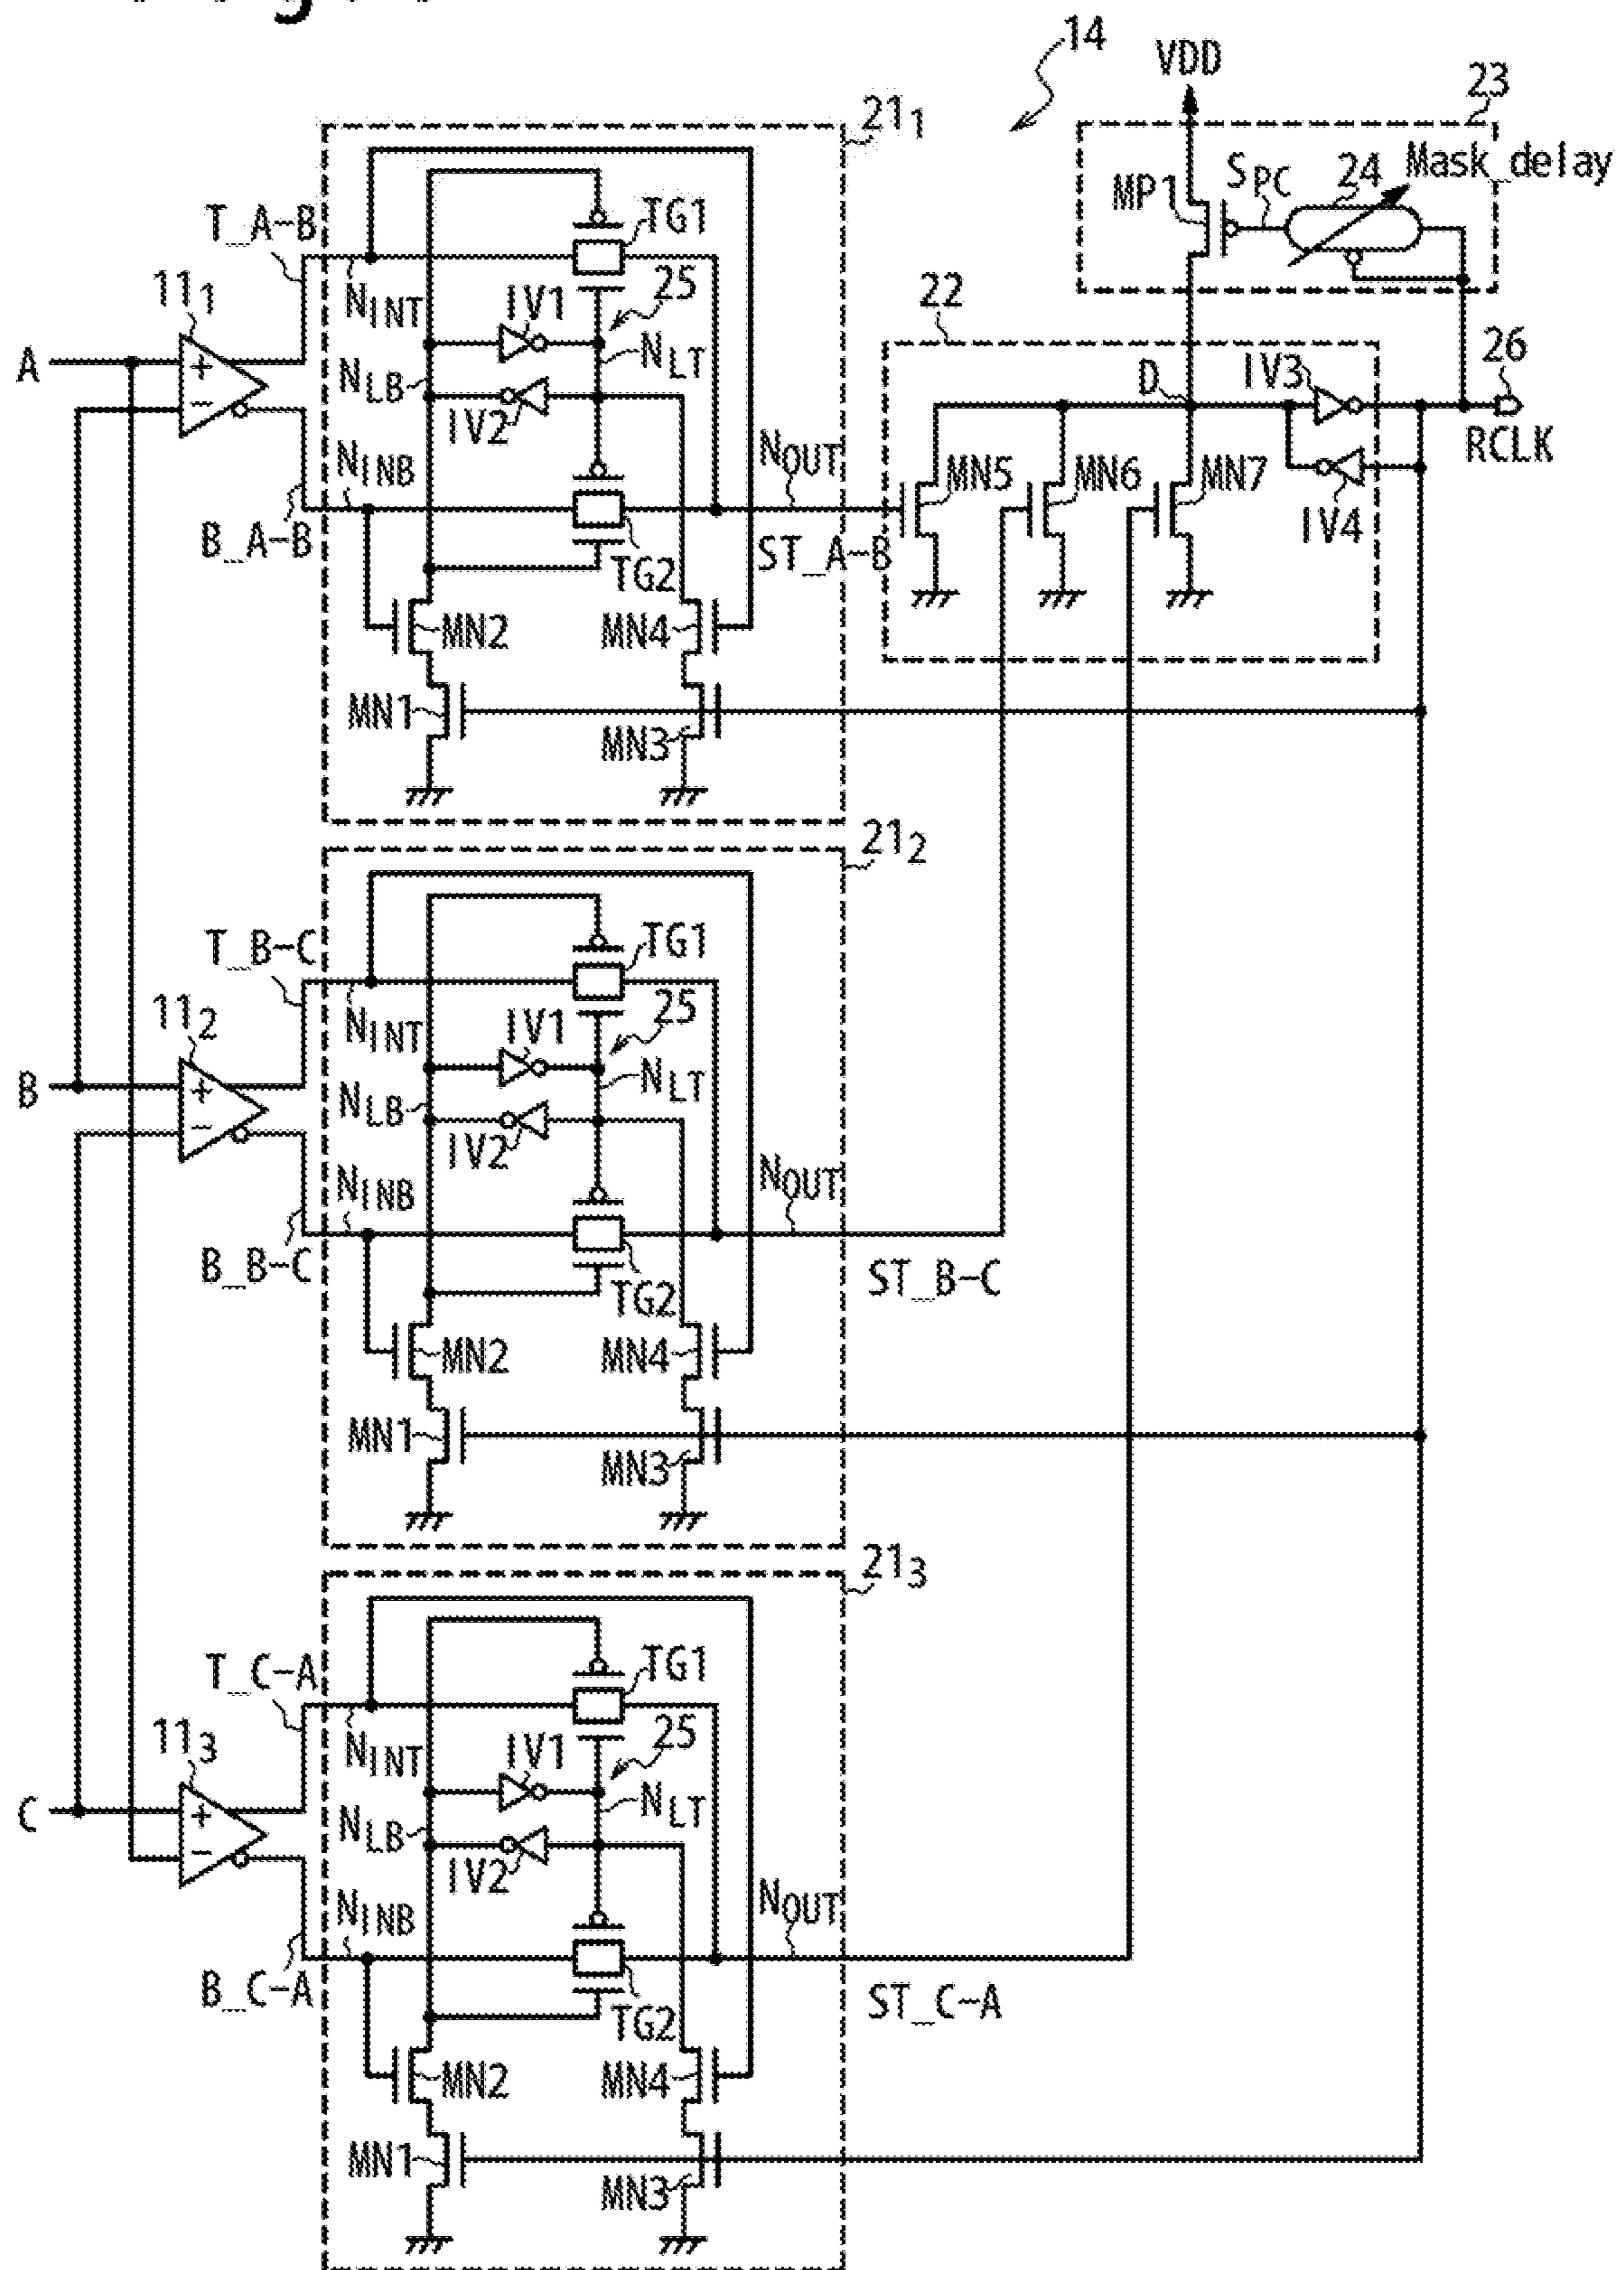 14
VDD
23
21₁
Mask_delay
24
S_PC
MP1
T_A-B
TG1
11₁
N_INT
IV1
25
22
A
+
−
N_LB
N_LT
D
IV3
26
IV2
RCLK
N_INB
N_OUT
MN5
MN6
MN7
B_A-B
TG2
ST_A-B
IV4
MN2
MN4
MN1
MN3
21₂
T_B-C
TG1
11₂
N_INT
IV1
25
B
+
−
N_LB
N_LT
IV2
N_INB
N_OUT
B_B-C
TG2
ST_B-C
MN2
MN4
MN1
MN3
21₃
T_C-A
TG1
11₃
N_INT
IV1
25
C
+
−
N_LB
N_LT
IV2
N_INB
N_OUT
B_C-A
TG2
ST_C-A
MN2
MN4
MN1
MN3